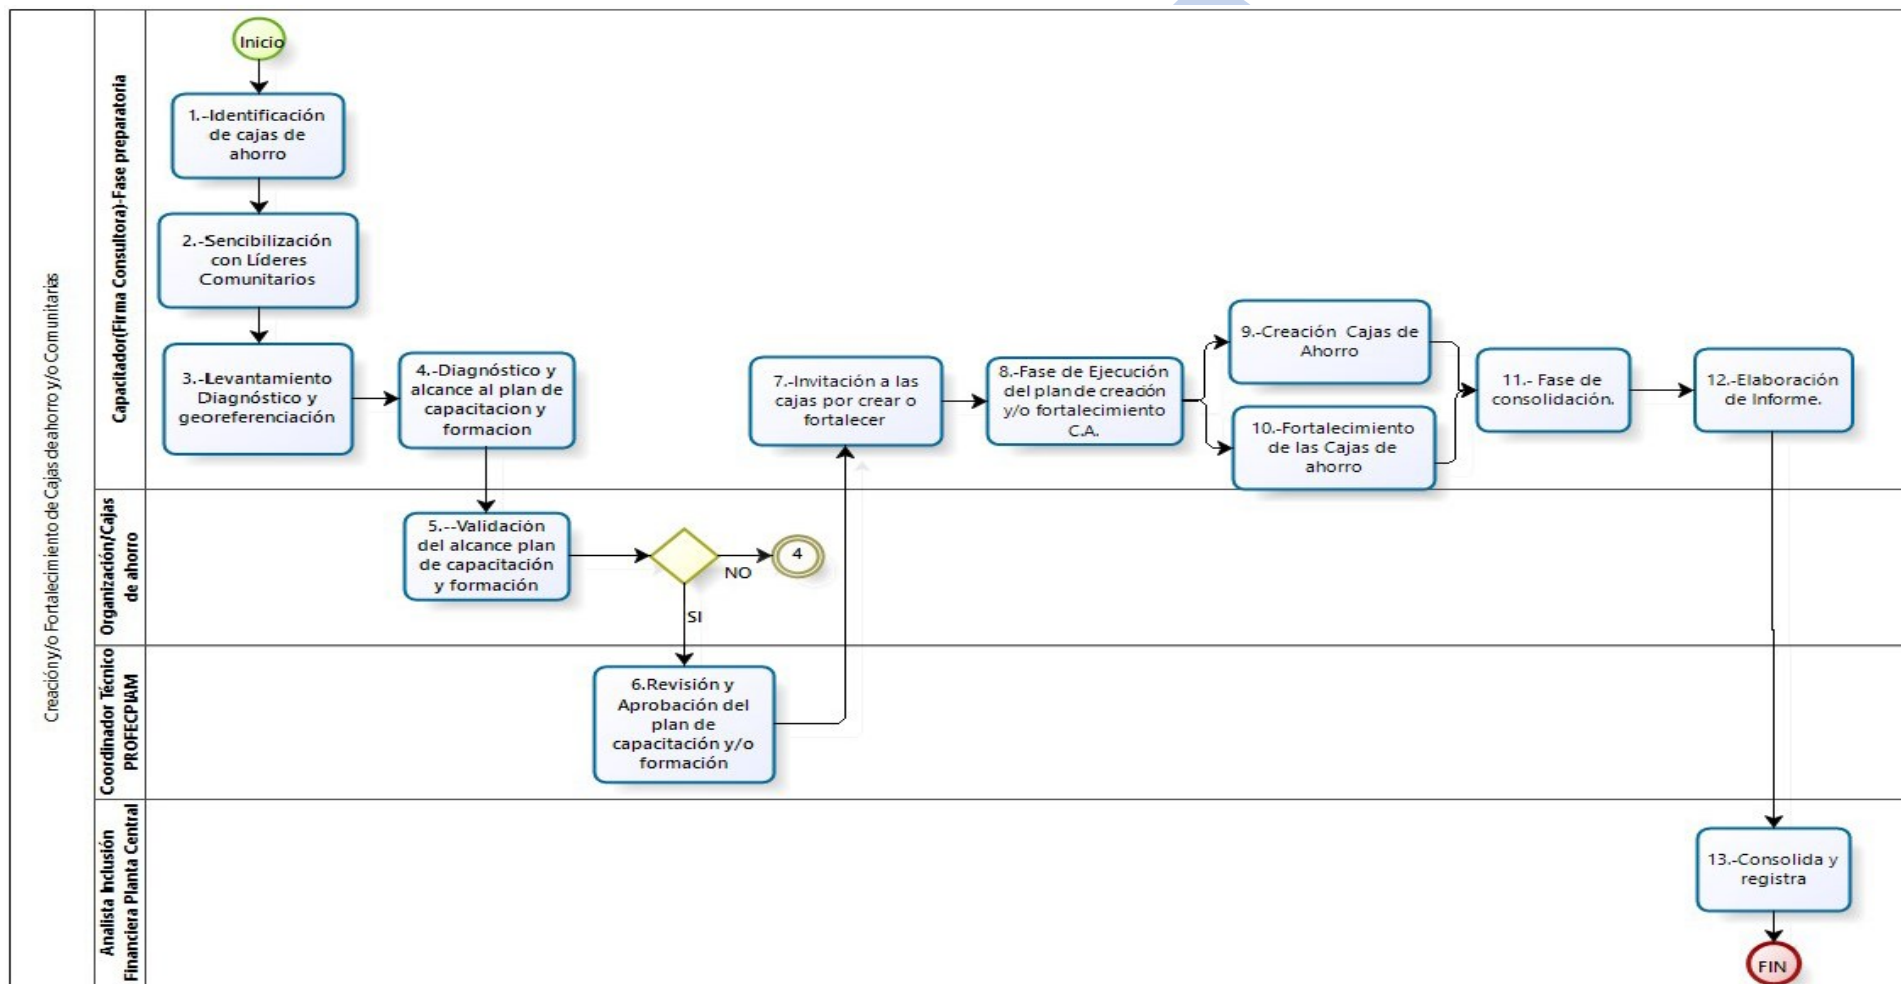 Creacióny/o Fortalecimiento de Cajas de ahorro y/o Comunitarias
Capacitador(Firma Consultora)-Fase preparatoria
Inicio
1.-Identificación
de cajas de
ahorro
2.-Sencibilización
con Líderes
Comunitarios
3.-Levantamiento
Diagnóstico y
georeferenciación
4.-Diagnóstico y
alcance al plan de
capacitacion y
formacion
7.-Invitación a las
cajas por crear o
fortalecer
8.-Fase de Ejecución
del plan de creación
y/o fortalecimiento
C.A.
9.-Creación Cajas de
Ahorro
10.-Fortalecimiento
de las Cajas de
ahorro
11.- Fase de
consolidación.
12.-Elaboración
de Informe.
Organización/Cajas
de ahorro
5.--Validación
del alcance plan
de capacitación
y formación
NO
4
SI
Coordinador Técnico
PROFECPIAM
6.Revisión y
Aprobación del
plan de
capacitación y/o
formación
Analista Inclusión
Financiera Planta Central
13.-Consolida y
registra
FIN